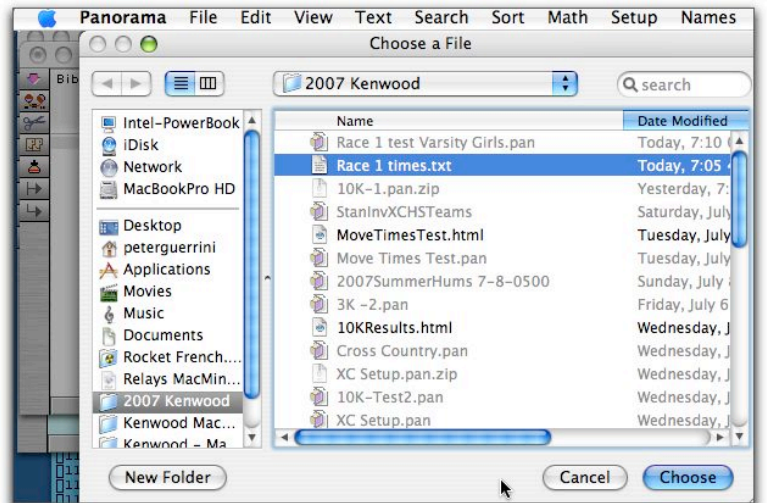 Panorama File Edit View Text Search Sort Math Setup Names
Choose a File
Bib
2007 Kenwood
search
Intel-PowerBook
iDisk
Network
MacBookPro HD
Desktop
peterguerrini
Applications
Movies
Music
Documents
Rocket French....
Relays MacMin...
2007 Kenwood
Kenwood Mac...
Kenwood - Ma
Name Date Modified
Race 1 test Varsity Girls.pan Today, 7:10
Race 1 times.txt Today, 7:05
10K-1.pan.zip Yesterday, 7:
StanInvXCHSTeams Saturday, July
MoveTimesTest.html Tuesday, July
Move Times Test.pan Tuesday, July
2007SummerHums 7-8-0500 Sunday, July
3K -2.pan Friday, July 6
10KResults.html Wednesday, J
Cross Country.pan Wednesday, J
XC Setup.pan.zip Wednesday, J
10K-Test2.pan Wednesday, J
XC Setup.pan Wednesday, J
New Folder Cancel Choose